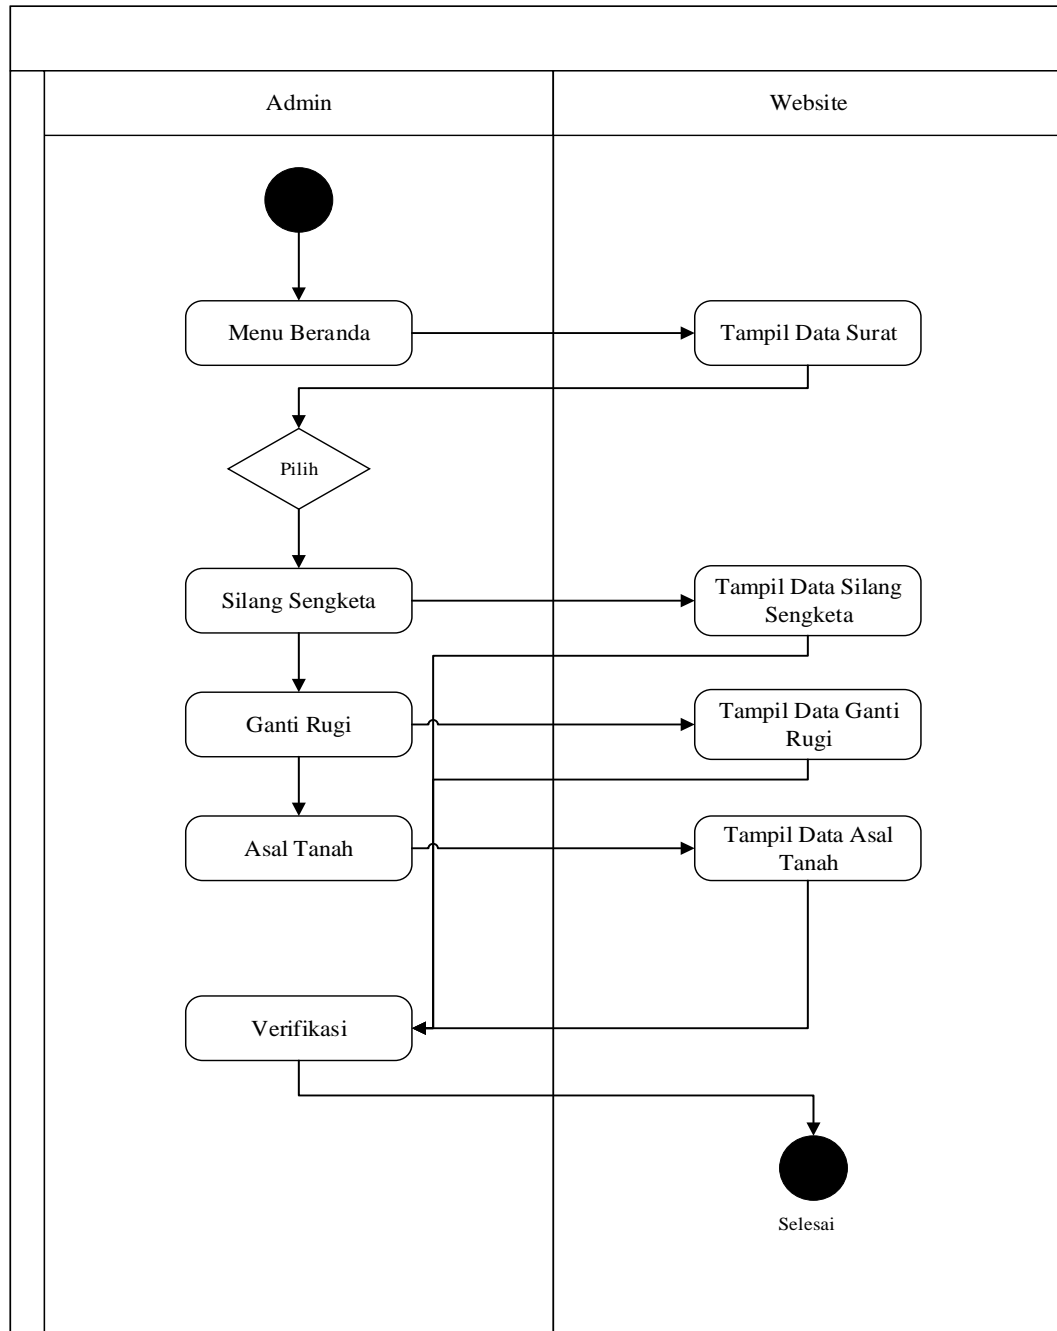 Admin
Website
Menu Beranda
Tampil Data Surat
Pilih
Silang Sengketa
Tampil Data Silang
Sengketa
Ganti Rugi
Tampil Data Ganti
Rugi
Asal Tanah
Tampil Data Asal
Tanah
Verifikasi
Selesai